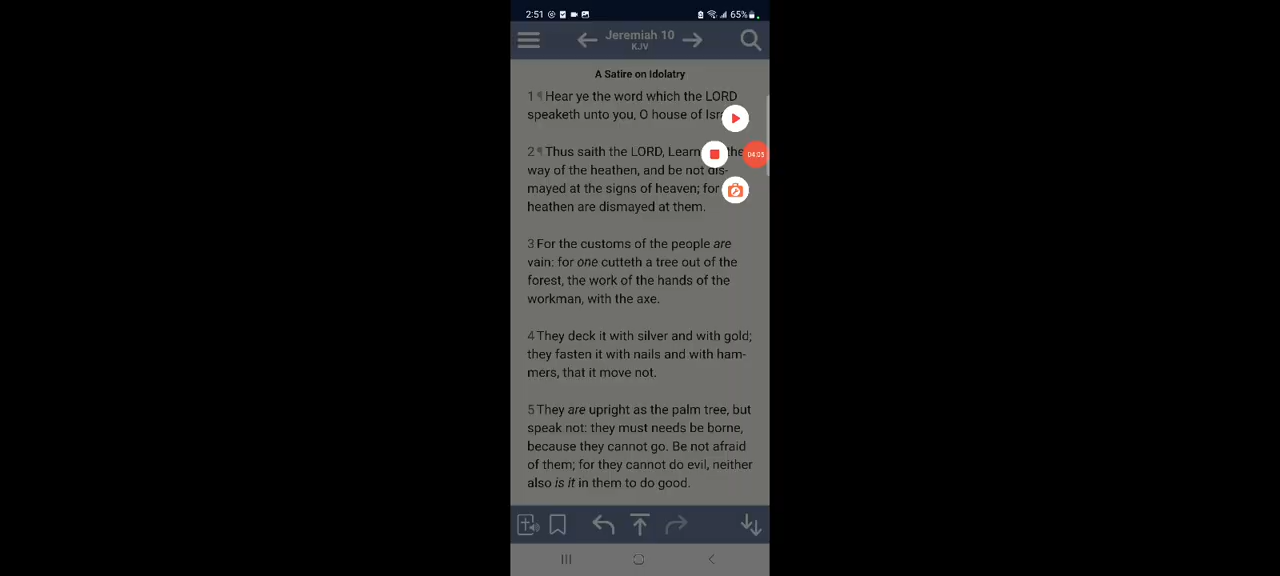 2:51 65%
Jeremiah 10
KJV
A Satire on Idolatry
1 ¶ Hear ye the word which the LORD
speaketh unto you, O house of Isr
04:05
2 ¶ Thus saith the LORD, Learn the
way of the heathen, and be not dis-
mayed at the signs of heaven; for
heathen are dismayed at them.
3 For the customs of the people are
vain: for one cutteth a tree out of the
forest, the work of the hands of the
workman, with the axe.
4 They deck it with silver and with gold;
they fasten it with nails and with ham-
mers, that it move not.
5 They are upright as the palm tree, but
speak not: they must needs be borne,
because they cannot go. Be not afraid
of them; for they cannot do evil, neither
also is it in them to do good.